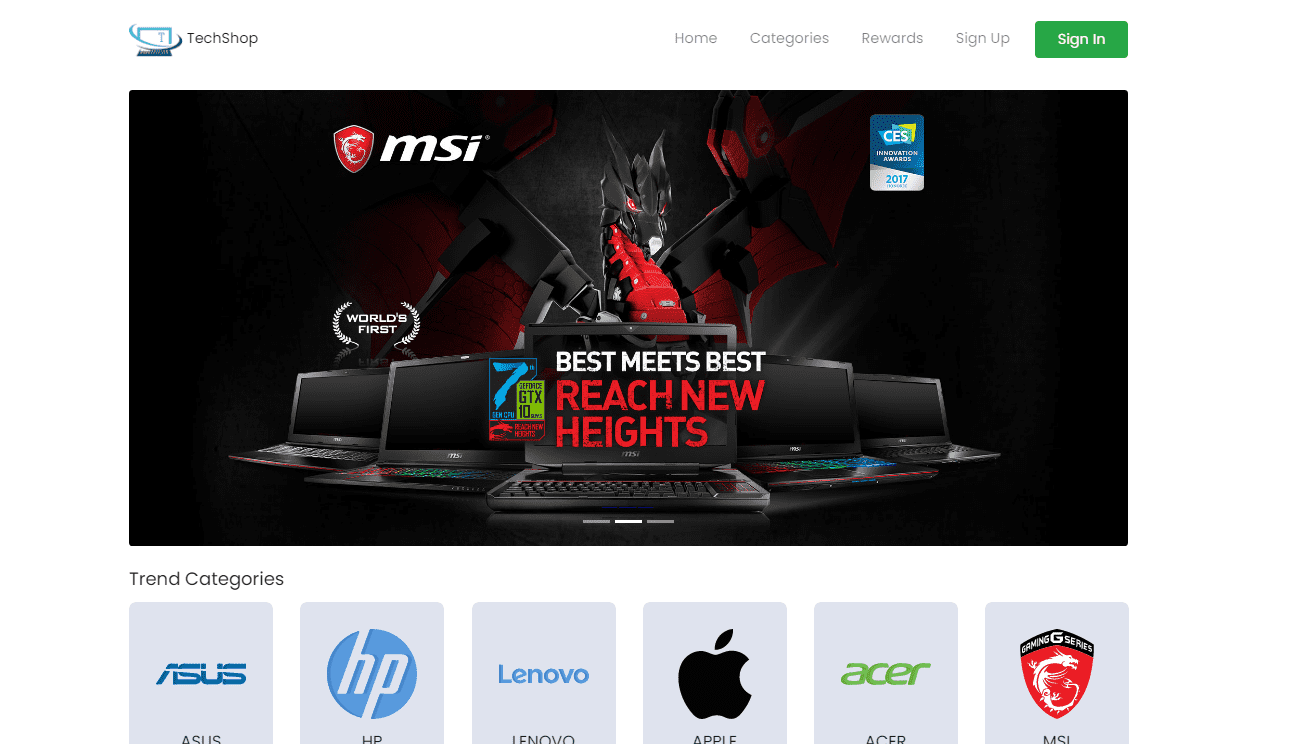 T
TechShop
Home
Categories
Rewards
Sign Up
Sign In
msi
CES
INNOVATION
AWARDS
2017
HONOREE
WORLD'S
FIRST
7th
GEN CPU
GEFORCE
GTX
10
SERIES
REACH NEW
HEIGHTS
BEST MEETS BEST
REACH NEW
HEIGHTS
msi
msi
msi
Trend Categories
ASUS
hp
Lenovo
acer
GAMING G SERIES
ASUS
HP
LENOVO
APPLE
ACER
MSI